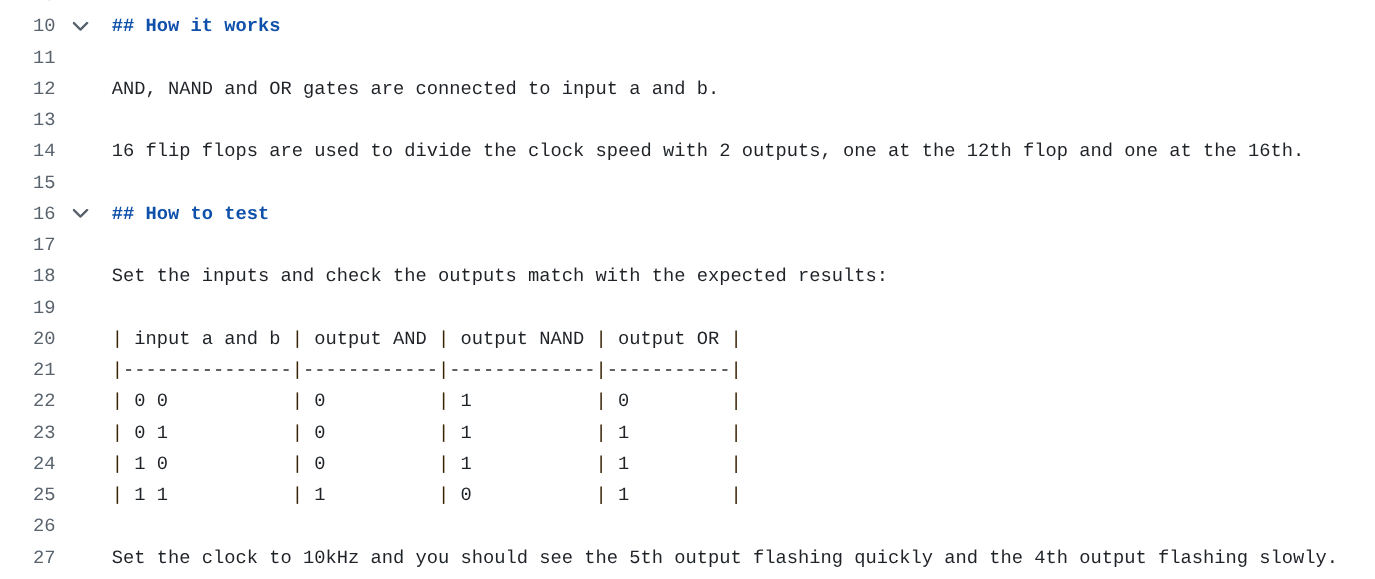 10 ## How it works
11
12 AND, NAND and OR gates are connected to input a and b.
13
14 16 flip flops are used to divide the clock speed with 2 outputs, one at the 12th flop and one at the 16th.
15
16 ## How to test
17
18 Set the inputs and check the outputs match with the expected results:
19
20 | input a and b | output AND | output NAND | output OR |
21 |---------------|------------|-------------|-----------|
22 | 0 0           | 0          | 1           | 0         |
23 | 0 1           | 0          | 1           | 1         |
24 | 1 0           | 0          | 1           | 1         |
25 | 1 1           | 1          | 0           | 1         |
26
27 Set the clock to 10kHz and you should see the 5th output flashing quickly and the 4th output flashing slowly.